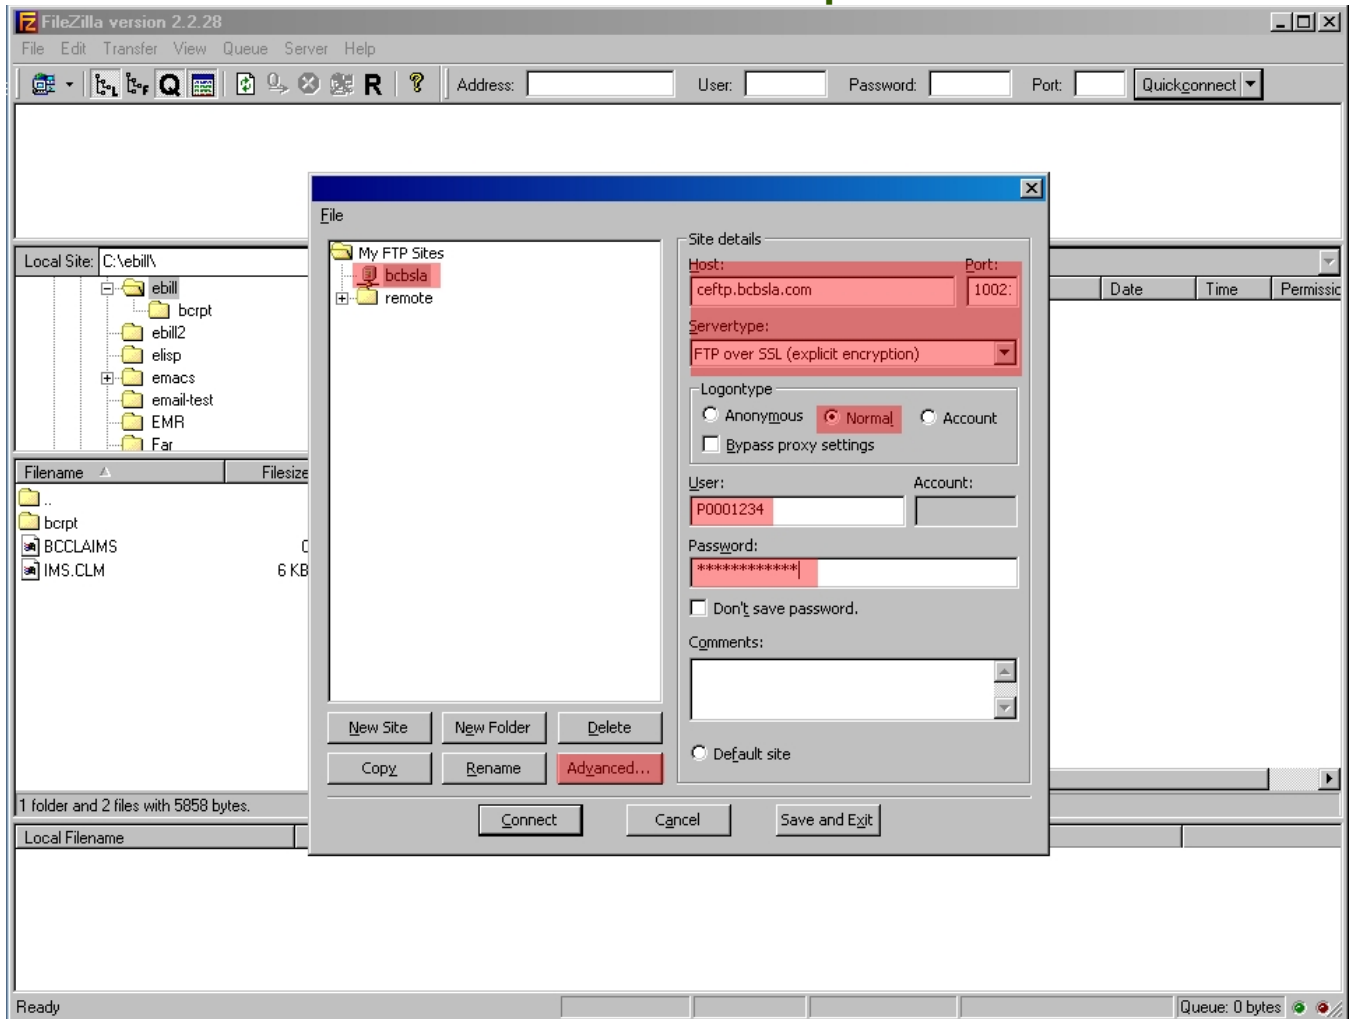 FileZilla version 2.2.28
File Edit Transfer View Queue Server Help
Address: User: Password: Port: Quickconnect
File
My FTP Sites
bcbsla
remote
Site details
Host: Port:
ceftp.bcbsla.com 1002
Servertype:
FTP over SSL (explicit encryption)
Logontype
Anonymous Normal Account
Bypass proxy settings
User: Account:
P0001234
Password:
************
Don't save password.
Comments:
Default site
New Site New Folder Delete
Copy Rename Advanced...
Connect Cancel Save and Exit
Local Site: C:\ebill\
ebill
bcrpt
ebill2
elisp
emacs
email-test
EMR
Far
Filename Filesize
..
bcrpt
BCCLAIMS
IMS.CLM 6 KB
1 folder and 2 files with 5858 bytes.
Date Time Permissic
Local Filename
Ready Queue: 0 bytes